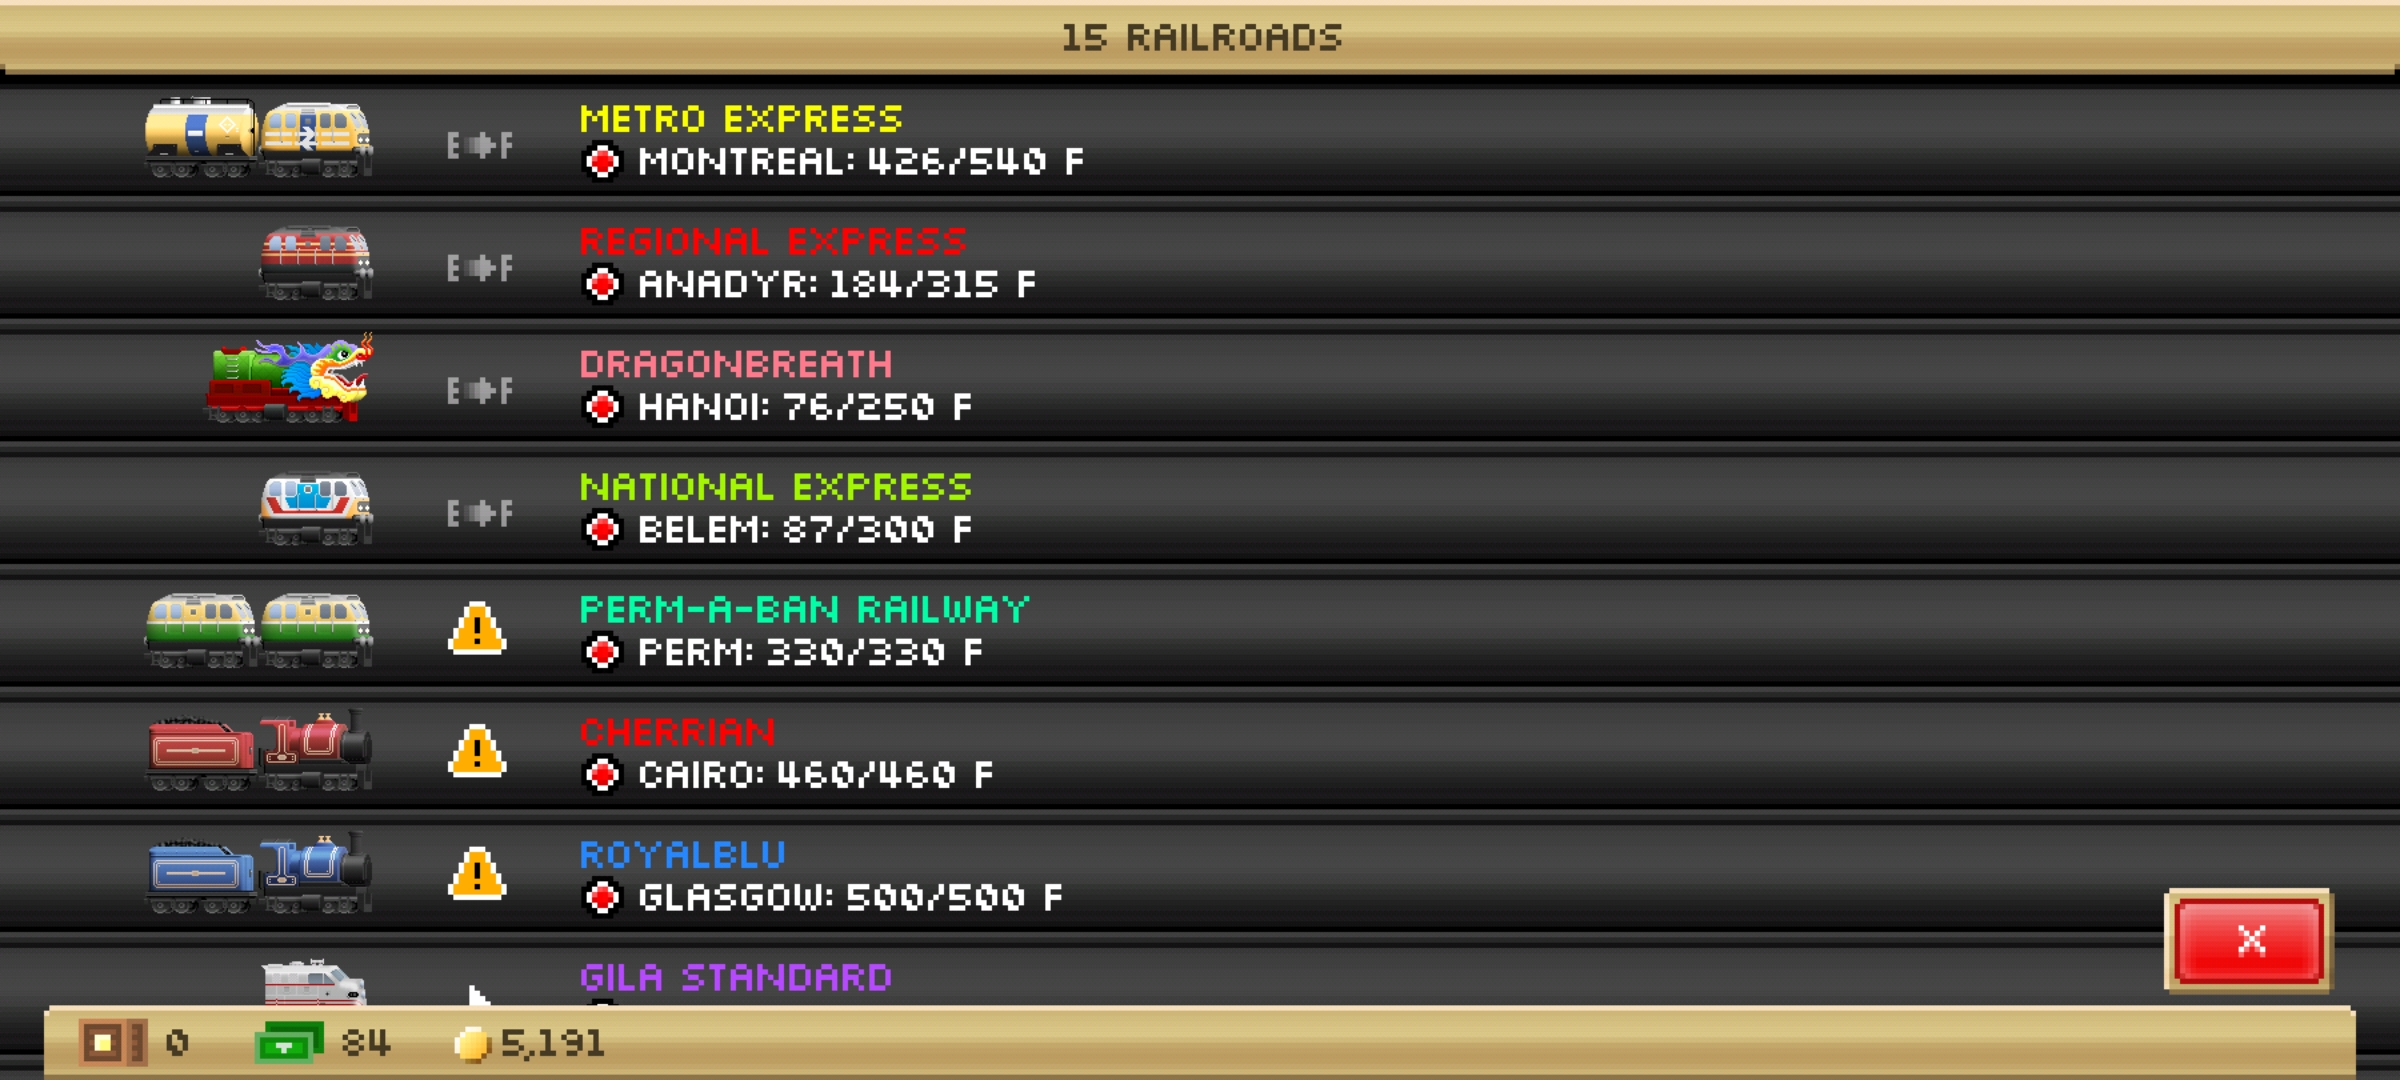 15 RAILROADS
METRO EXPRESS
E F
MONTREAL: 426/540 F
REGIONAL EXPRESS
E F
ANADYR: 184/315 F
DRAGONBREATH
E F
HANOI: 76/250 F
NATIONAL EXPRESS
E F
BELEM: 87/300 F
PERM-A-BAN RAILWAY
!
PERM: 330/330 F
CHERRIAN
!
CAIRO: 460/460 F
ROYALBLU
!
GLASGOW: 500/500 F
X
GILA STANDARD
0 84 5,191